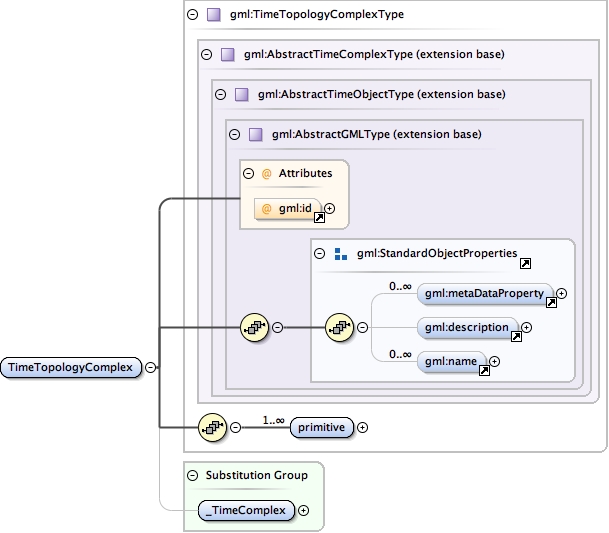 gml:TimeTopologyComplexType
gml:AbstractTimeComplexType (extension base)
gml:AbstractTimeObjectType (extension base)
gml:AbstractGMLType (extension base)
@ Attributes
@ gml:id
gml:StandardObjectProperties
0..∞
gml:metaDataProperty
gml:description
0..∞
gml:name
TimeTopologyComplex
1..∞
primitive
Substitution Group
_TimeComplex